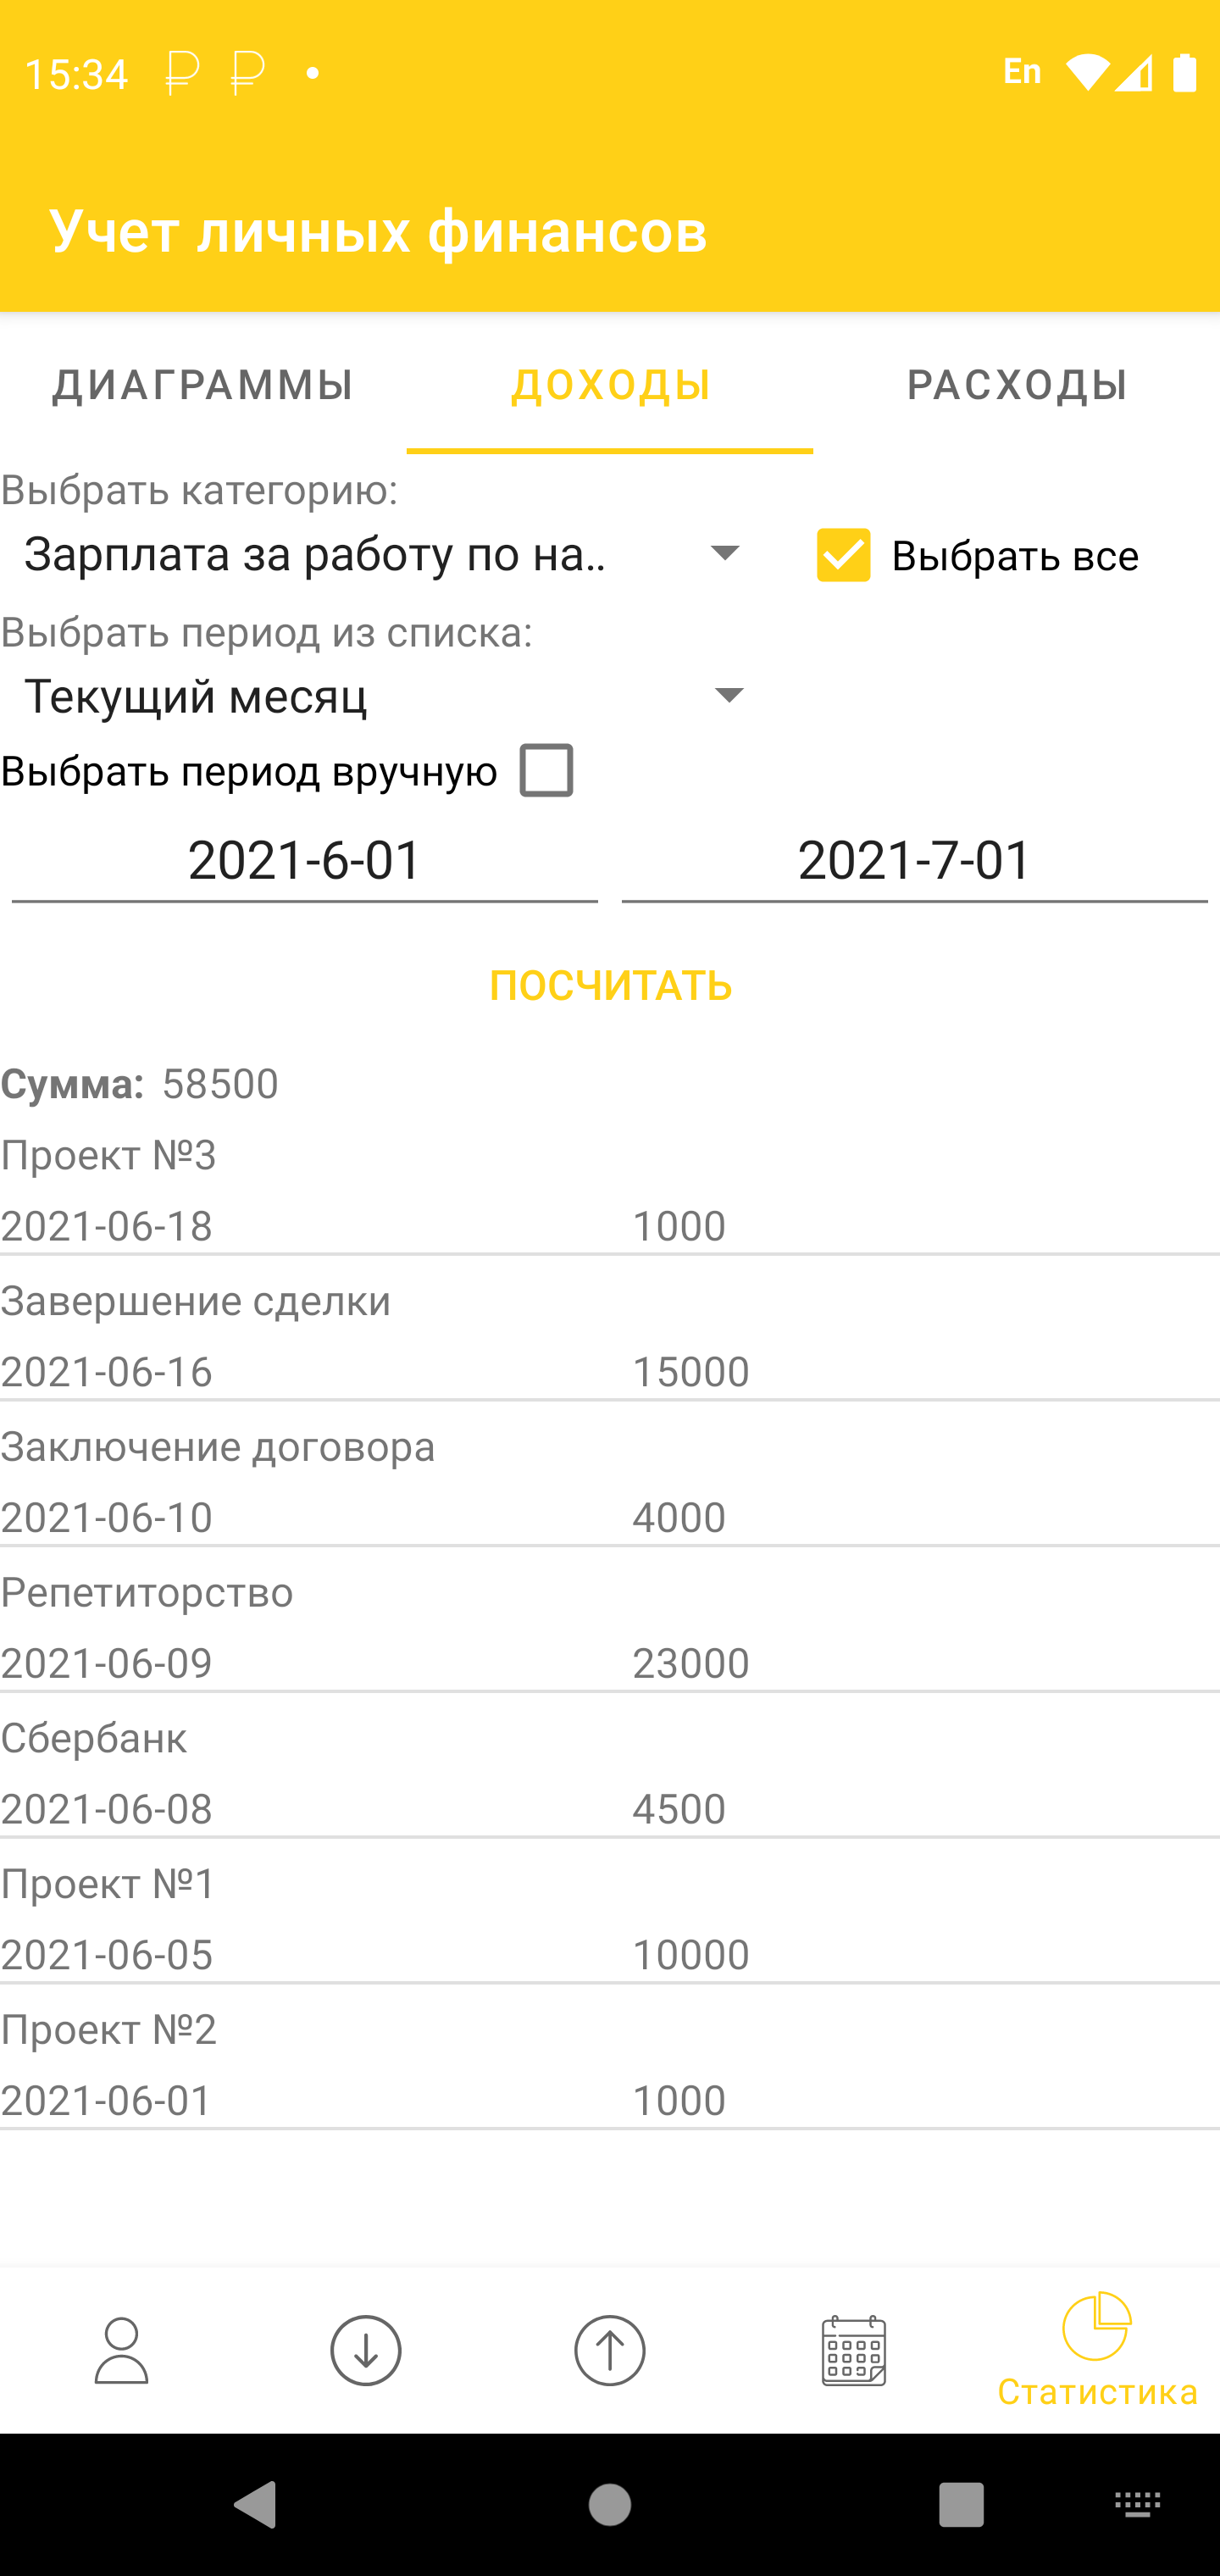 15:34 ₽ ₽ • En
Учет личных финансов
ДИАГРАММЫ ДОХОДЫ РАСХОДЫ
Выбрать категорию:
Зарплата за работу по на.. Выбрать все
Выбрать период из списка:
Текущий месяц
Выбрать период вручную
2021-6-01 2021-7-01
ПОСЧИТАТЬ
Сумма: 58500
Проект №3
2021-06-18 1000
Завершение сделки
2021-06-16 15000
Заключение договора
2021-06-10 4000
Репетиторство
2021-06-09 23000
Сбербанк
2021-06-08 4500
Проект №1
2021-06-05 10000
Проект №2
2021-06-01 1000
Статистика